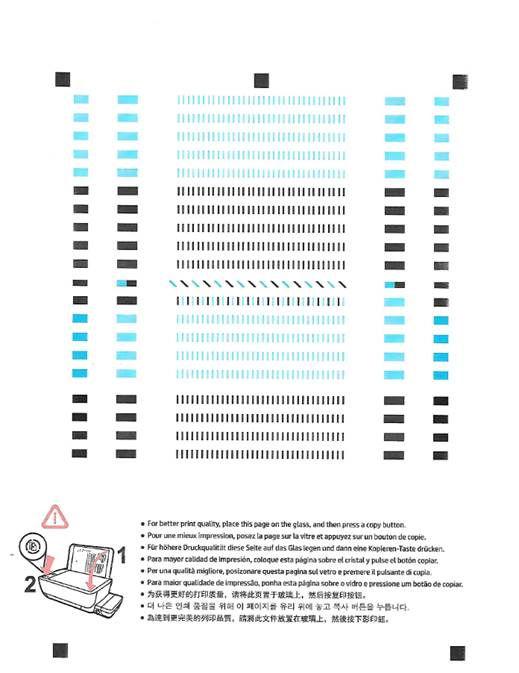 1
2
• For better print quality, place this page on the glass, and then press a copy button.
• Pour une mieux impression, posez la page sur la vitre et appuyez sur un bouton de copie.
• Für höhere Druckqualität diese Seite auf das Glas legen und dann eine Kopieren-Taste drücken.
• Para mayor calidad de impresión, coloque esta página sobre el cristal y pulse el botón copiar.
• Per una qualità migliore, posizonare questa pagina sul vetro e premere il pulsante di copia.
• Para maior qualidade de impressão, ponha esta página sobre o vidro e pressione um botão de copiar.
• 为获得更好的打印质量，请将此页置于玻璃上，然后按复印按钮。
• 더 나은 인쇄 품질을 위해 이 페이지를 유리 위에 놓고 복사 버튼을 누릅니다.
• 為達到更完美的列印品質，請將此文件放置在玻璃上，然後按下影印鈕。